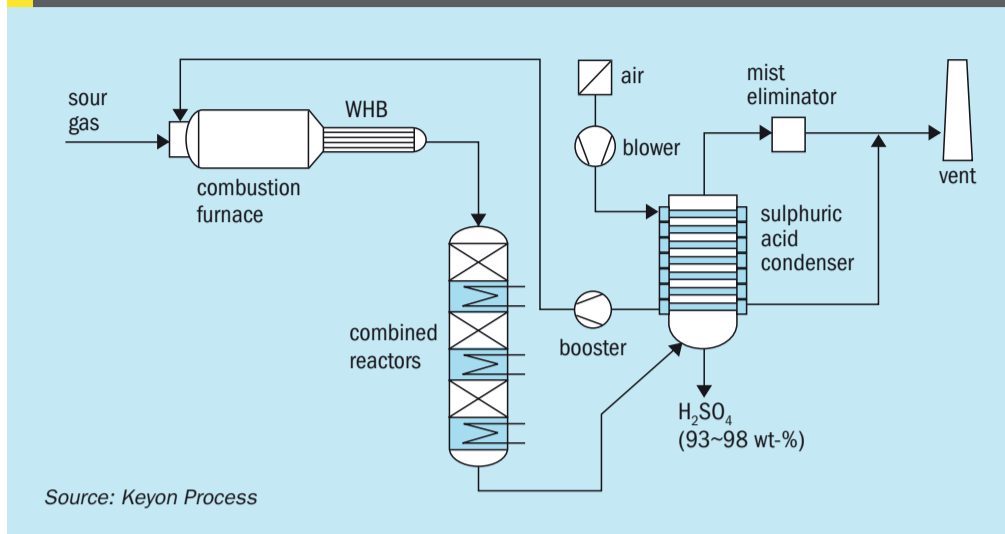 sour
gas
WHB
combustion
furnace
air
blower
mist
eliminator
vent
sulphuric
acid
condenser
combined
reactors
booster
H₂SO₄
(93~98 wt-%)
Source: Keyon Process